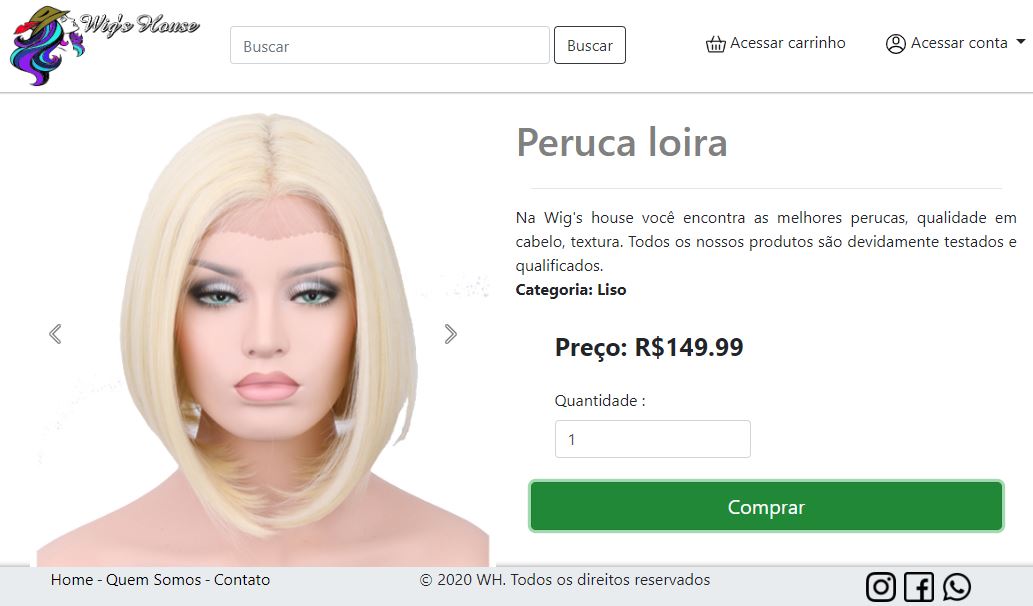 Wig's House
Buscar
Buscar
Acessar carrinho
Acessar conta
Peruca loira
Na Wig's house você encontra as melhores perucas, qualidade em
cabelo, textura. Todos os nossos produtos são devidamente testados e
qualificados.
Categoria: Liso
Preço: R$149.99
Quantidade :
1
Comprar
Home - Quem Somos - Contato
© 2020 WH. Todos os direitos reservados